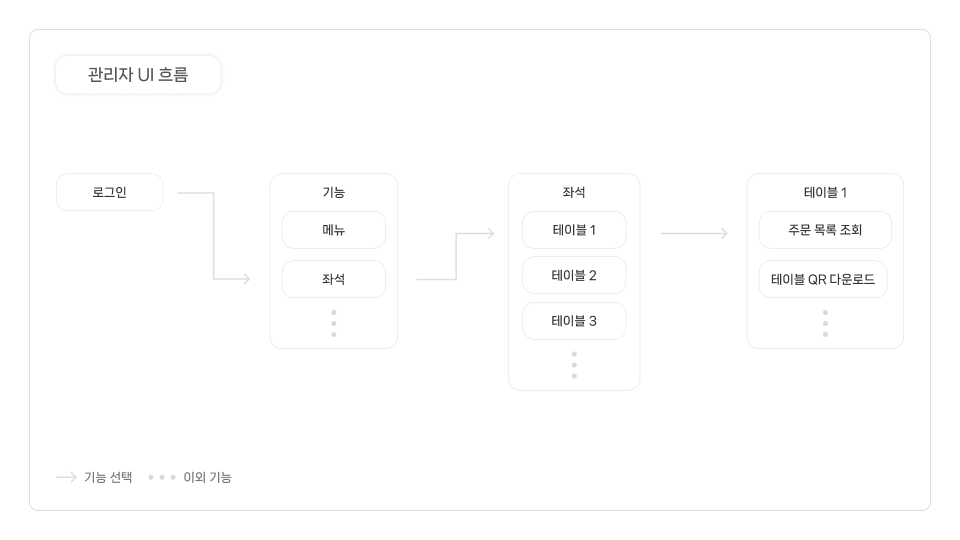 관리자 UI 흐름
로그인
기능
메뉴
좌석
좌석
테이블 1
테이블 2
테이블 3
테이블 1
주문 목록 조회
테이블 QR 다운로드
기능 선택
이외 기능